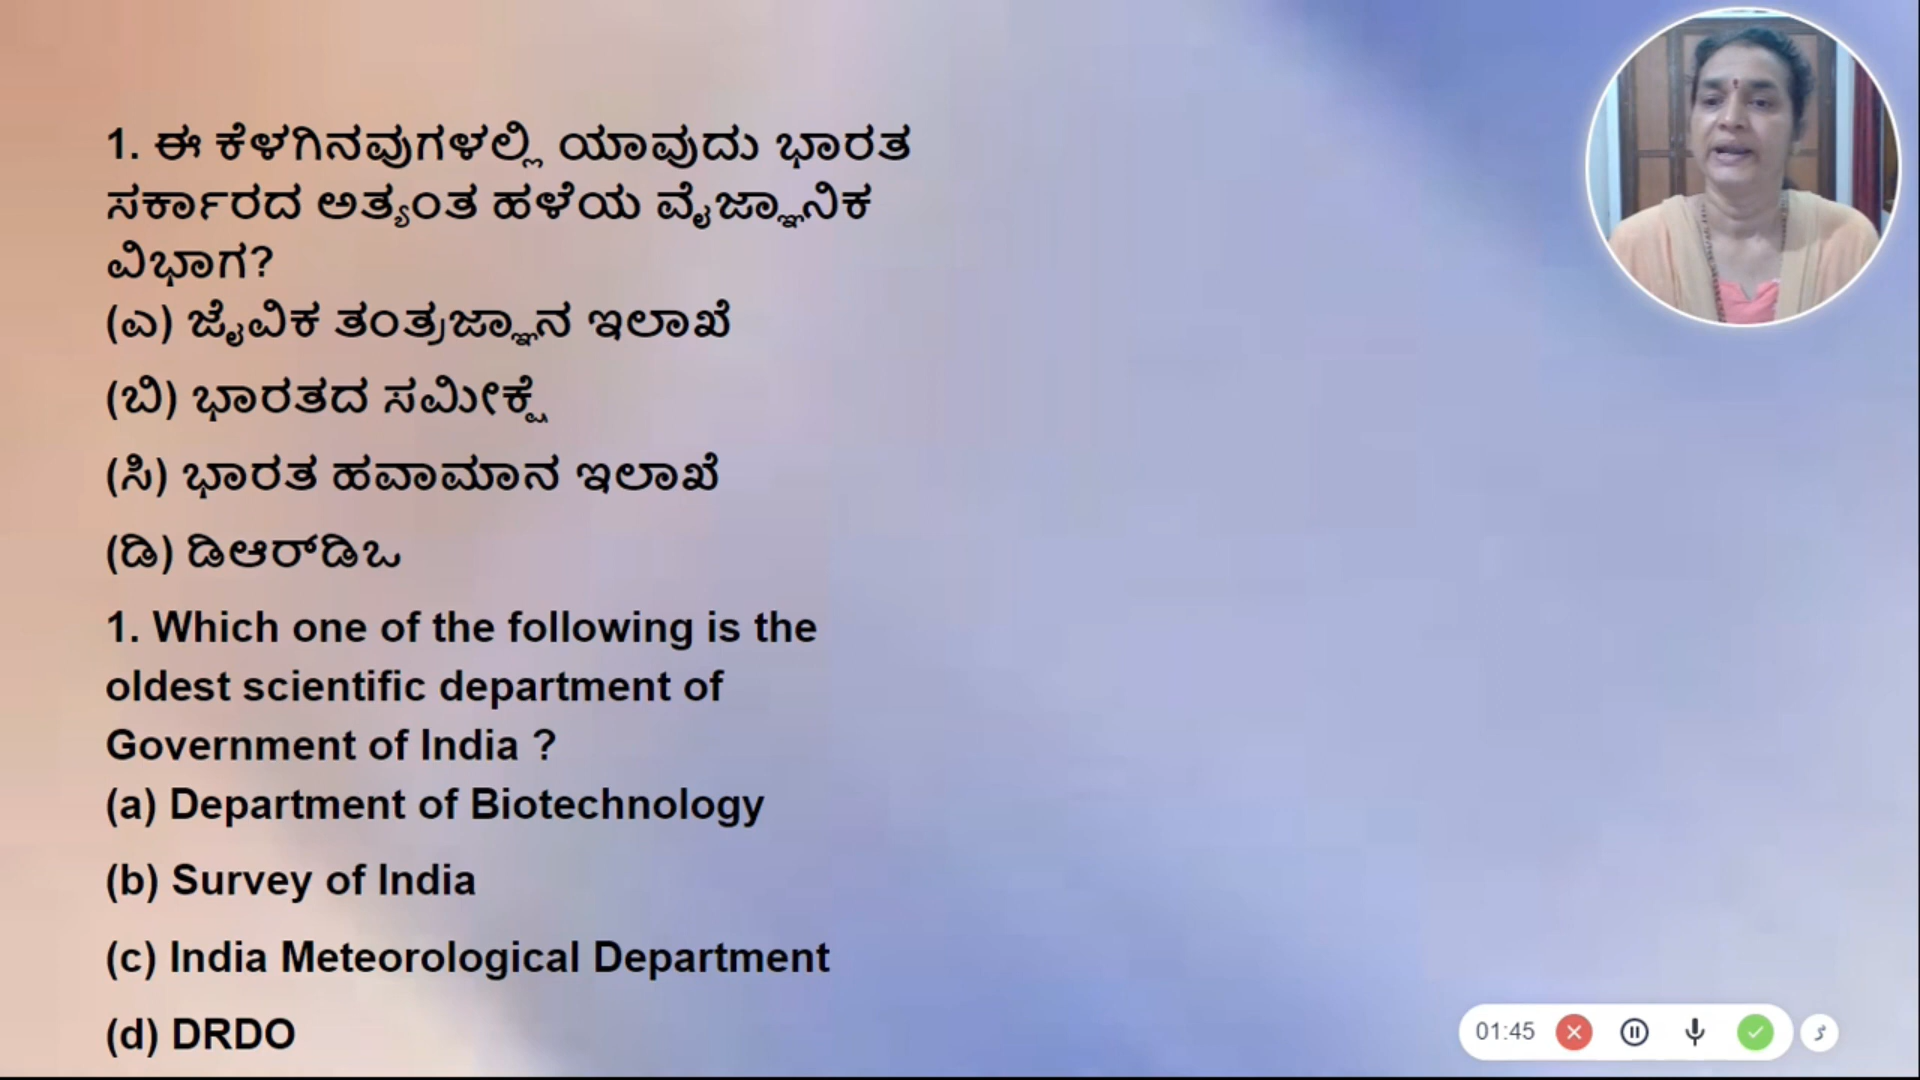 1. ಈ ಕೆಳಗಿನವುಗಳಲ್ಲಿ ಯಾವುದು ಭಾರತ
ಸರ್ಕಾರದ ಅತ್ಯಂತ ಹಳೆಯ ವೈಜ್ಞಾನಿಕ
ವಿಭಾಗ?
(ಎ) ಜೈವಿಕ ತಂತ್ರಜ್ಞಾನ ಇಲಾಖೆ
(ಬಿ) ಭಾರತದ ಸಮೀಕ್ಷೆ
(ಸಿ) ಭಾರತ ಹವಾಮಾನ ಇಲಾಖೆ
(ಡಿ) ಡಿಆರ್‌ಡಿಒ
1. Which one of the following is the
oldest scientific department of
Government of India ?
(a) Department of Biotechnology
(b) Survey of India
(c) India Meteorological Department
(d) DRDO
01:45